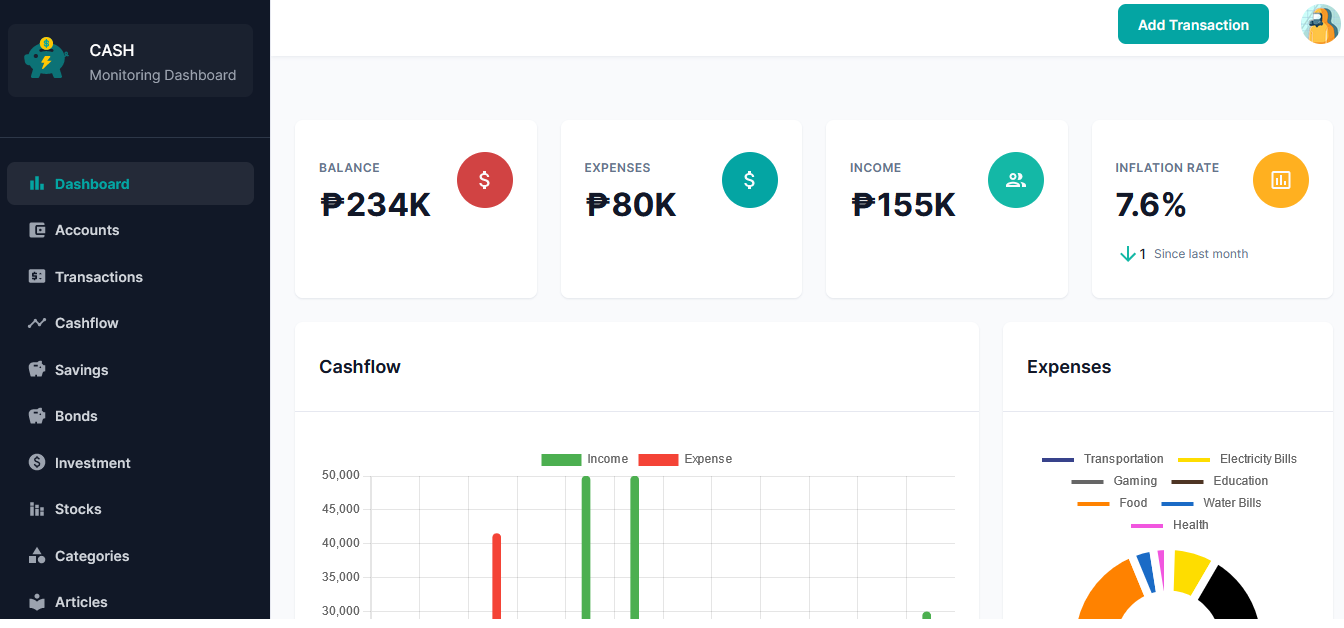 CASH
Monitoring Dashboard
Dashboard
Accounts
Transactions
Cashflow
Savings
Bonds
Investment
Stocks
Categories
Articles
Add Transaction
BALANCE
₱234K
EXPENSES
₱80K
INCOME
₱155K
INFLATION RATE
7.6%
1 Since last month
Cashflow
Income Expense
50,000
45,000
40,000
35,000
30,000
Expenses
Transportation Electricity Bills
Gaming Education
Food Water Bills
Health